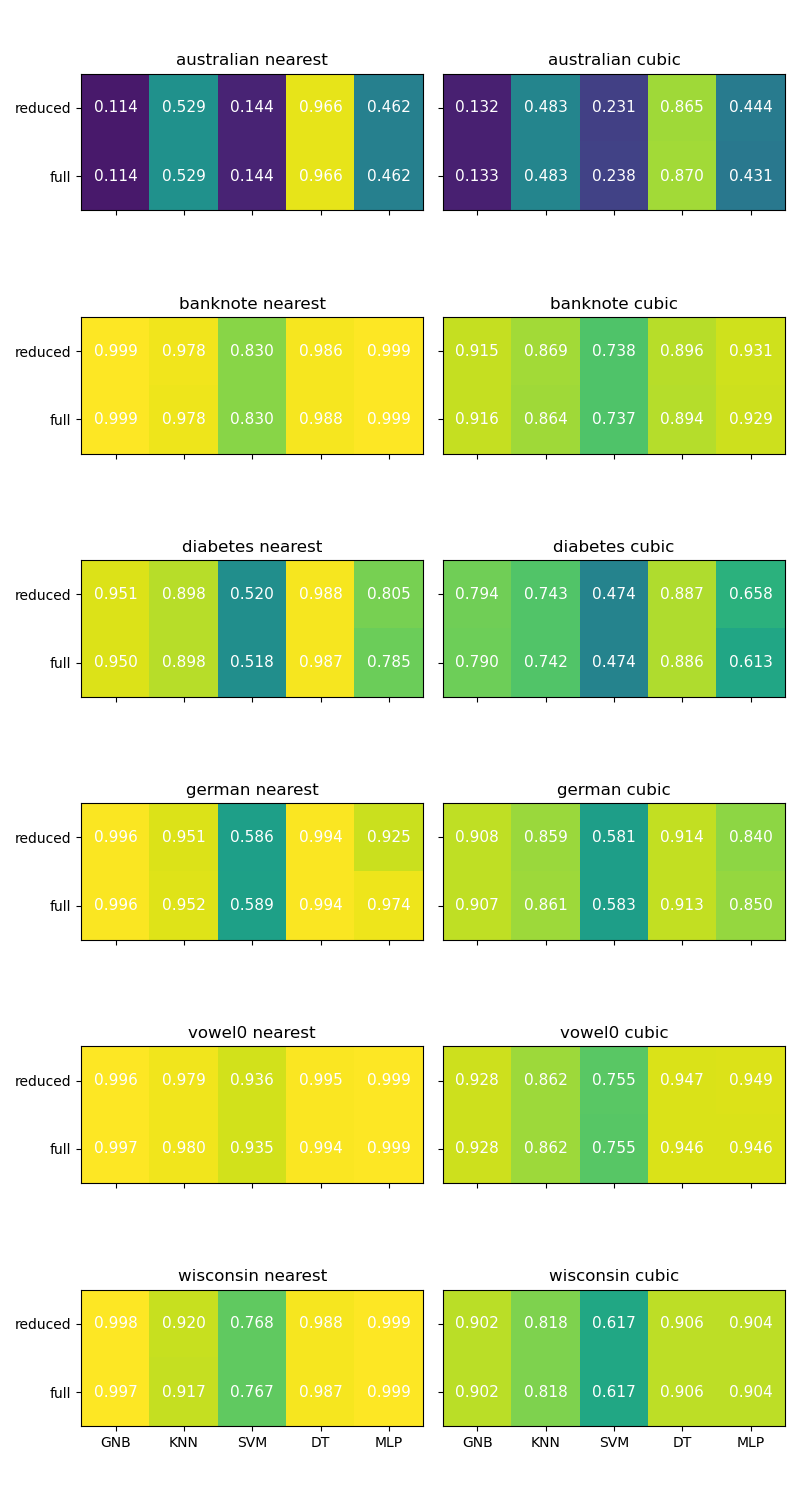 australian nearest australian cubic
reduced 0.114 0.529 0.144 0.966 0.462 0.132 0.483 0.231 0.865 0.444
full 0.114 0.529 0.144 0.966 0.462 0.133 0.483 0.238 0.870 0.431
banknote nearest banknote cubic
reduced 0.999 0.978 0.830 0.986 0.999 0.915 0.869 0.738 0.896 0.931
full 0.999 0.978 0.830 0.988 0.999 0.916 0.864 0.737 0.894 0.929
diabetes nearest diabetes cubic
reduced 0.951 0.898 0.520 0.988 0.805 0.794 0.743 0.474 0.887 0.658
full 0.950 0.898 0.518 0.987 0.785 0.790 0.742 0.474 0.886 0.613
german nearest german cubic
reduced 0.996 0.951 0.586 0.994 0.925 0.908 0.859 0.581 0.914 0.840
full 0.996 0.952 0.589 0.994 0.974 0.907 0.861 0.583 0.913 0.850
vowel0 nearest vowel0 cubic
reduced 0.996 0.979 0.936 0.995 0.999 0.928 0.862 0.755 0.947 0.949
full 0.997 0.980 0.935 0.994 0.999 0.928 0.862 0.755 0.946 0.946
wisconsin nearest wisconsin cubic
reduced 0.998 0.920 0.768 0.988 0.999 0.902 0.818 0.617 0.906 0.904
full 0.997 0.917 0.767 0.987 0.999 0.902 0.818 0.617 0.906 0.904
GNB KNN SVM DT MLP GNB KNN SVM DT MLP